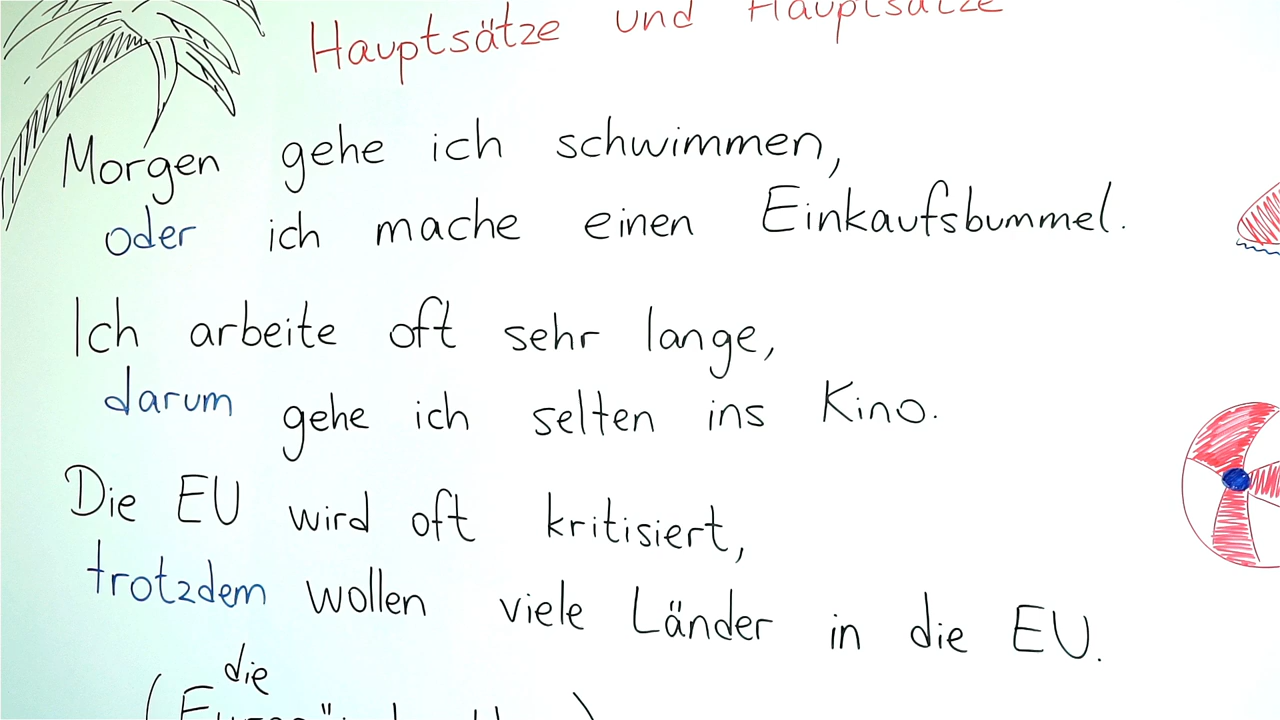 Hauptsätze und Hauptsätze
Morgen gehe ich schwimmen,
oder ich mache einen Einkaufsbummel.
Ich arbeite oft sehr lange,
darum gehe ich selten ins Kino.
Die EU wird oft kritisiert,
trotzdem wollen viele Länder in die EU.
die